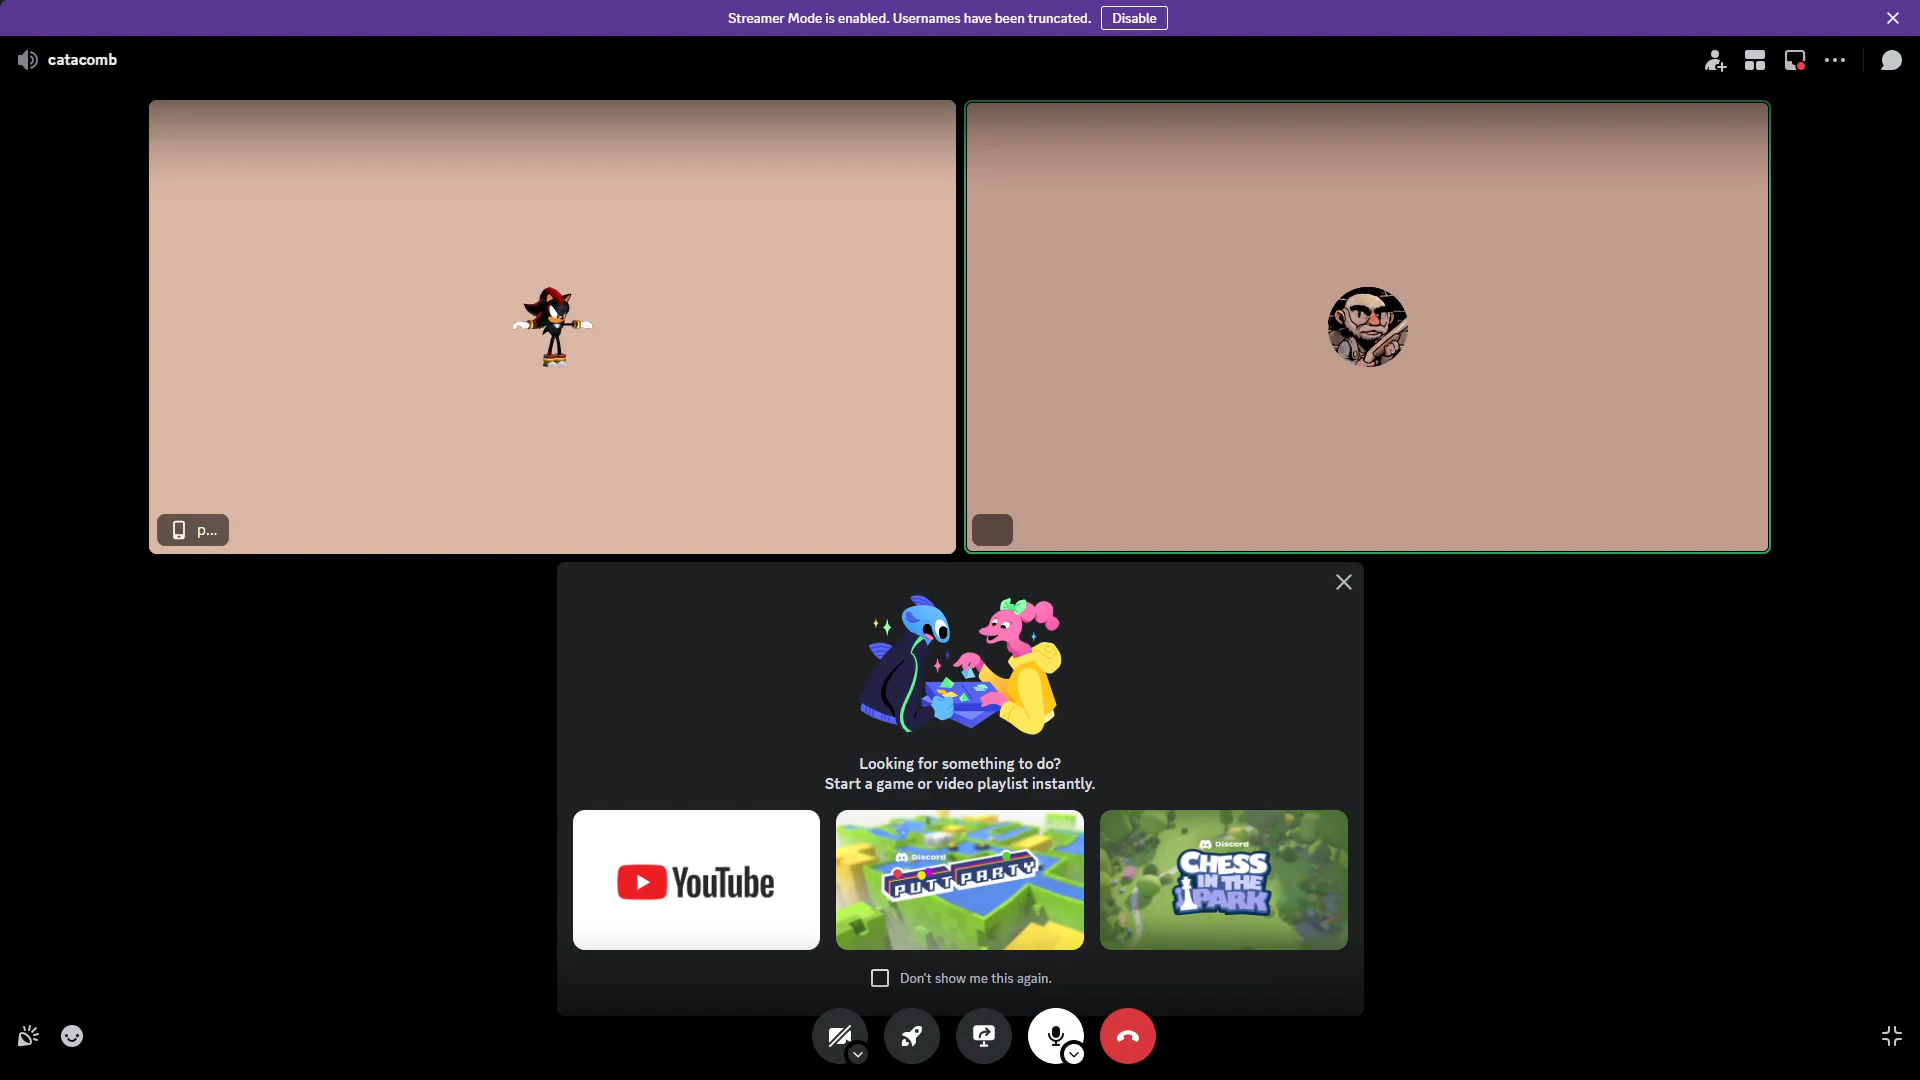 Streamer Mode is enabled. Usernames have been truncated. Disable
catacomb
p...
Looking for something to do?
Start a game or video playlist instantly.
YouTube
Discord
PUTT PARTY
Discord
CHESS
IN THE
PARK
Don't show me this again.